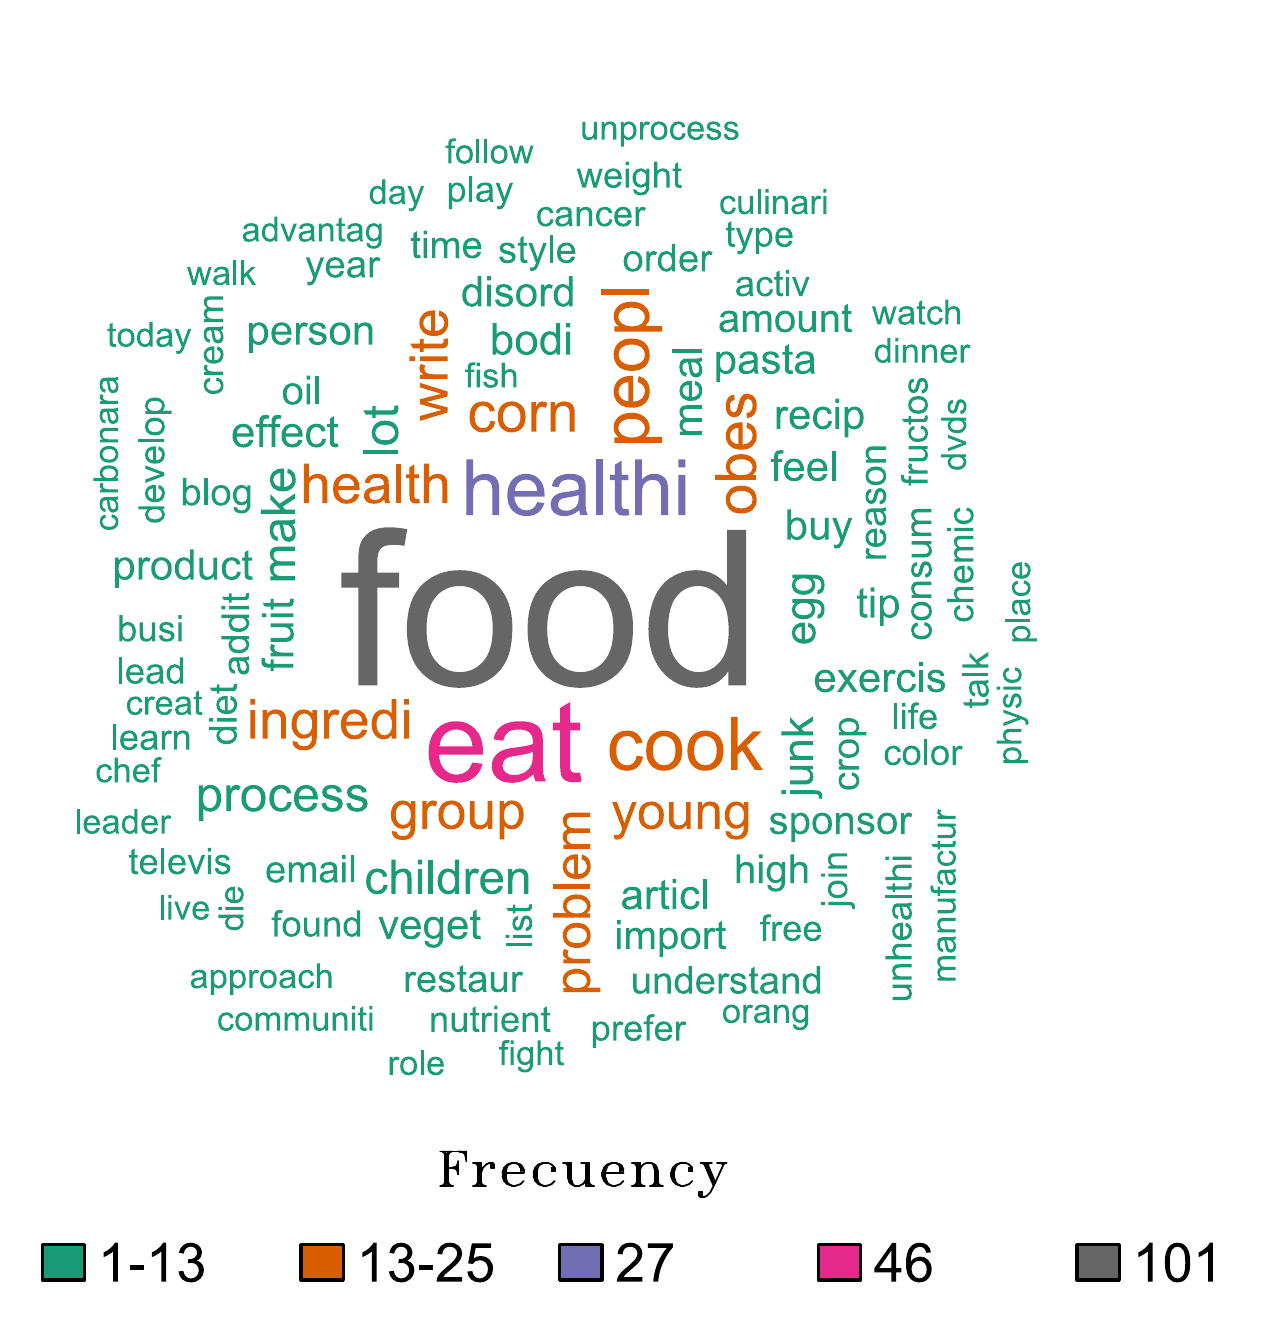 unprocess
follow
weight
day play
culinari
cancer
advantag
time style
type
year
order
walk
disord
activ
peopl
write
cream
today
person
bodi
amount
watch
meal
pasta
dinner
fish
oil
carbonara
develop
lot
effect
corn
obes
recip
fructos
dvds
feel
reason
blog
make
health
healthi
buy
consum
chemic
product
food
egg
tip
place
addit
fruit
busi
lead
creat
diet
ingredi
learn
eat
cook
exercis
talk
physic
life
junk
crop
color
chef
process
group
young
sponsor
leader
problem
televis
email
children
high
join
unhealthi
manufactur
live
die
found
veget
list
articl
import
free
approach
restaur
understand
communiti
nutrient
prefer
orang
role
fight
Frecuency
1-13 13-25 27 46 101